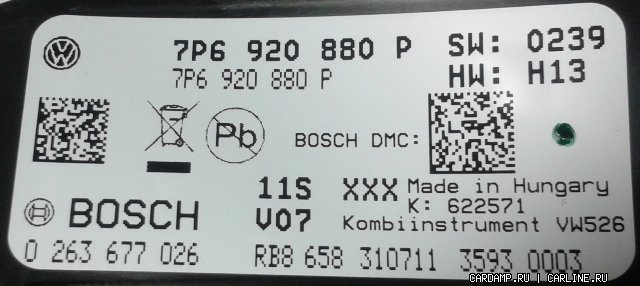 7P6 920 880 P SW: 0239
7P6 920 880 P HW: H13
Pb BOSCH DMC:
11S XXX Made in Hungary
K: 622571
BOSCH V07 Kombiinstrument VW526
0 263 677 026 RB8 658 310711 3593 0003
CARDAMP.RU | CARLINE.RU